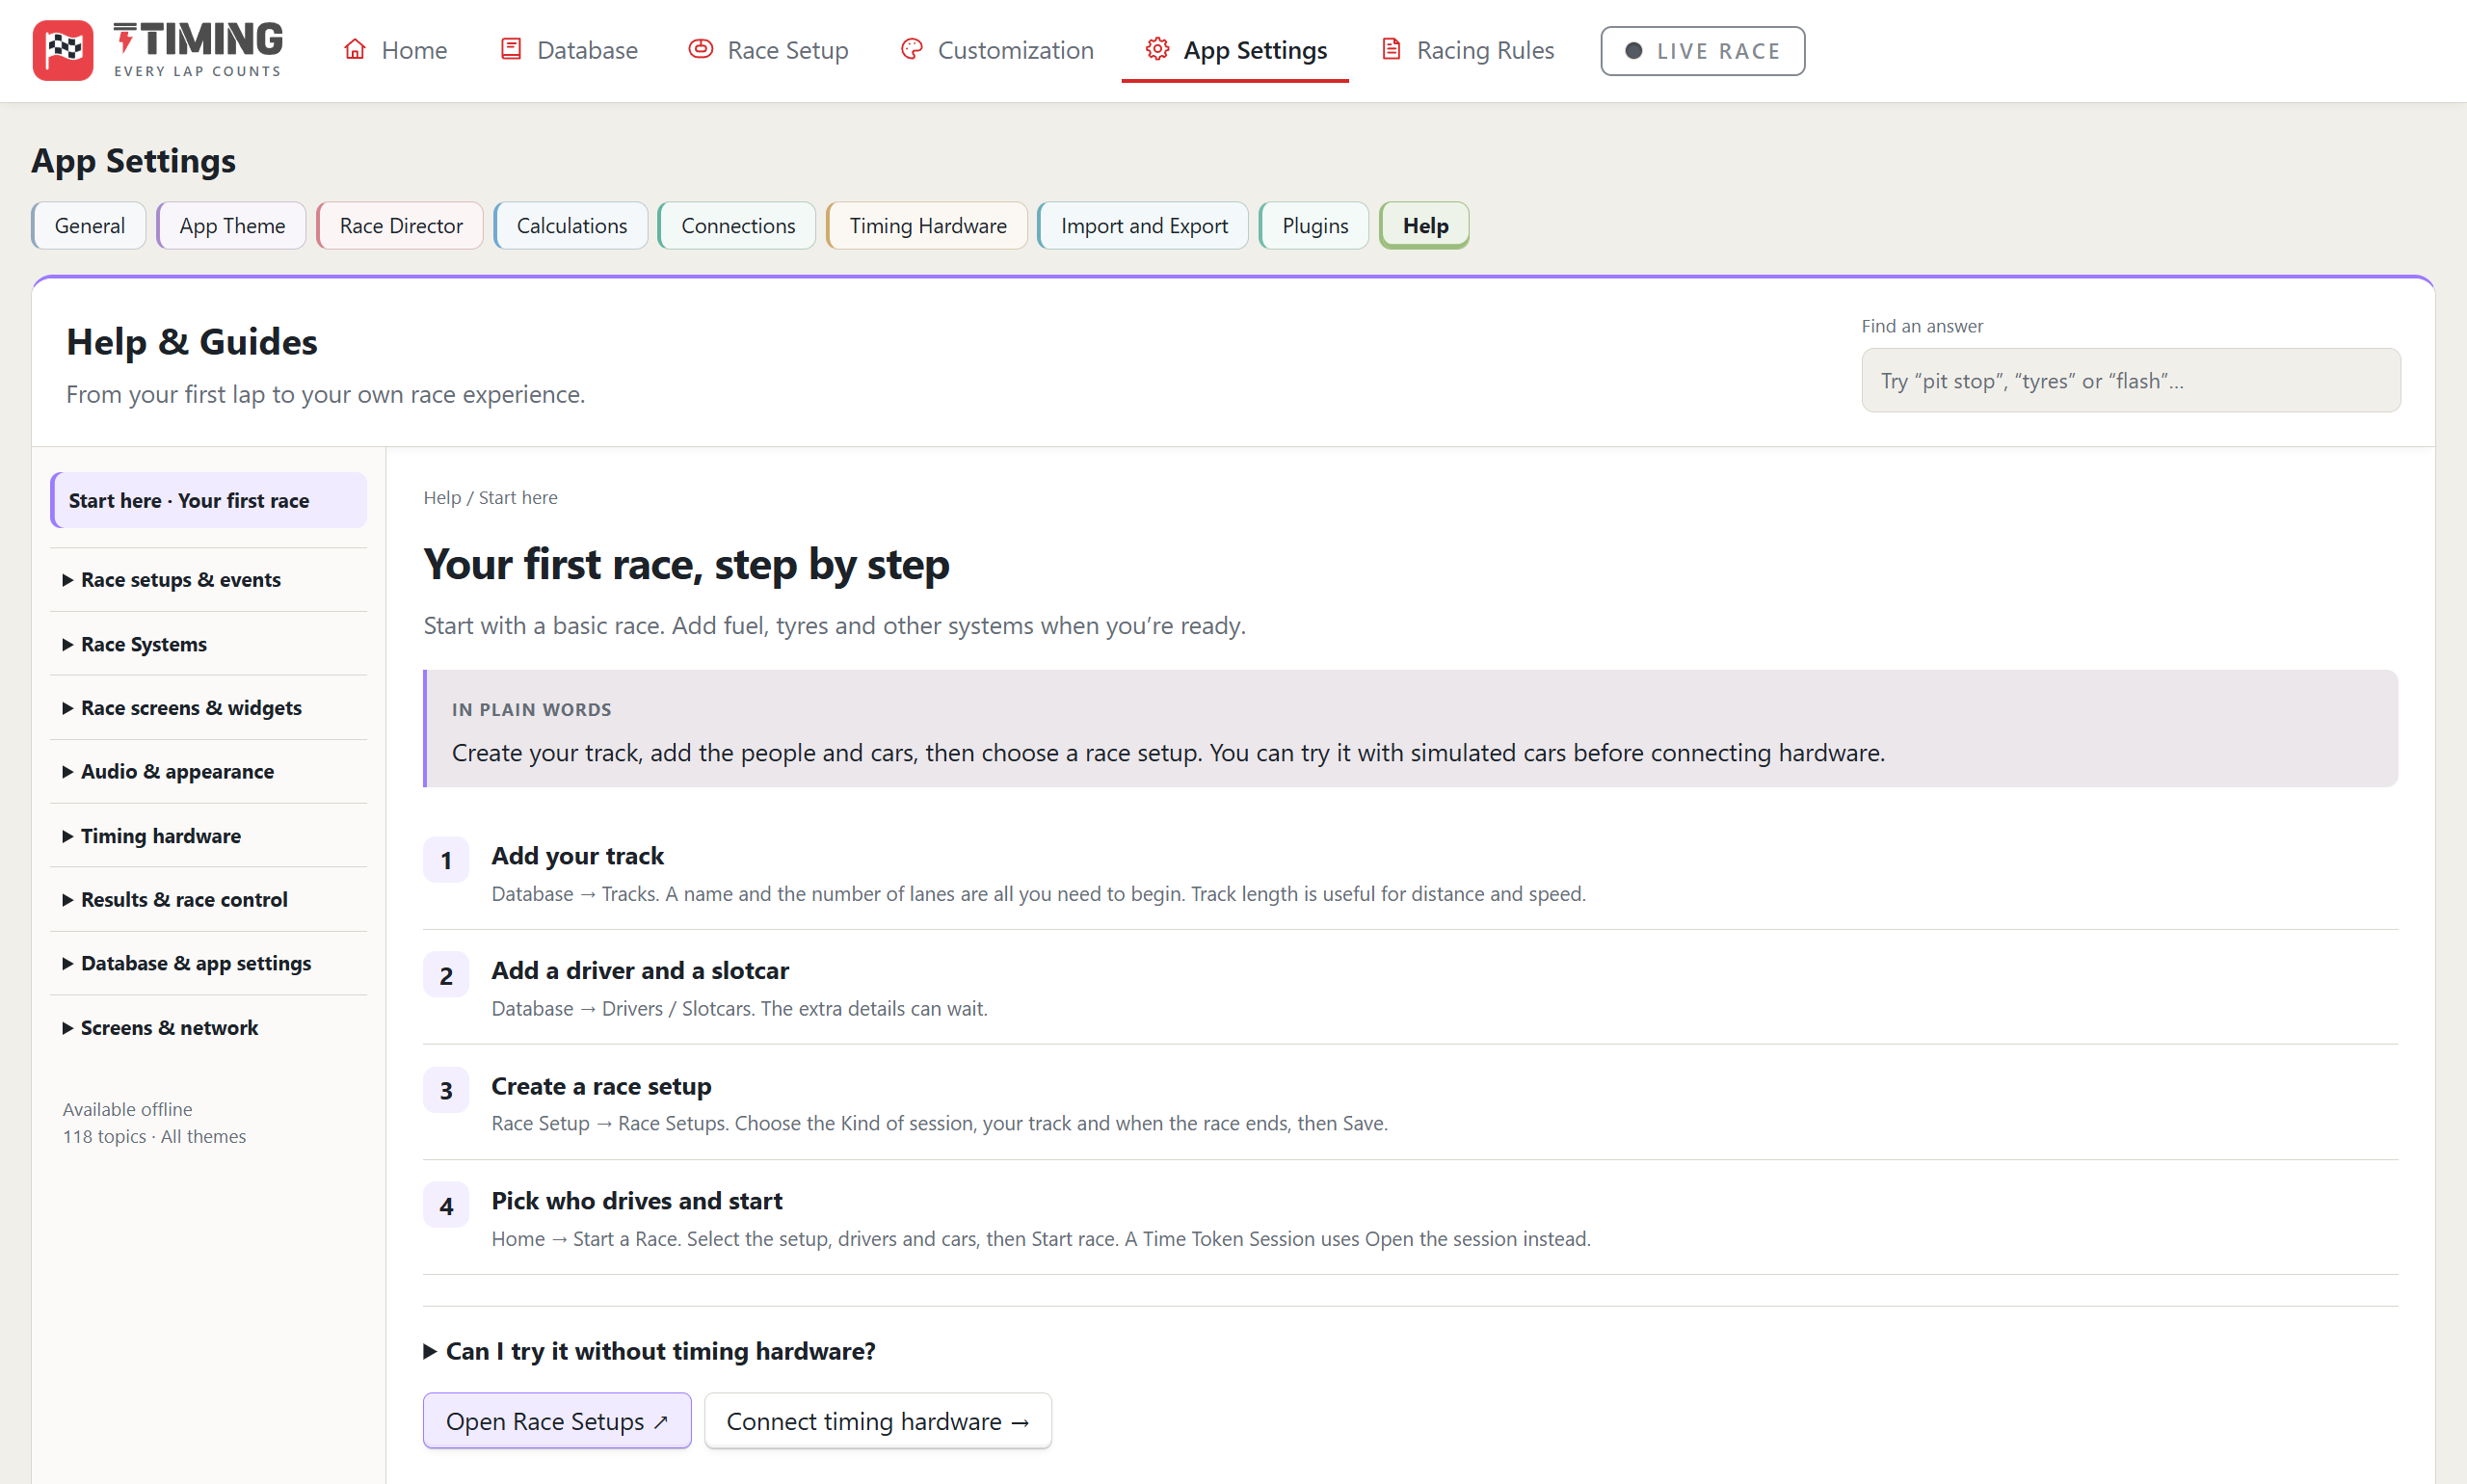 TIMING
EVERY LAP COUNTS
Home
Database
Race Setup
Customization
App Settings
Racing Rules
LIVE RACE
App Settings
General
App Theme
Race Director
Calculations
Connections
Timing Hardware
Import and Export
Plugins
Help
Help & Guides
From your first lap to your own race experience.
Find an answer
Try “pit stop”, “tyres” or “flash”…
Start here · Your first race
Race setups & events
Race Systems
Race screens & widgets
Audio & appearance
Timing hardware
Results & race control
Database & app settings
Screens & network
Available offline
118 topics · All themes
Help / Start here
Your first race, step by step
Start with a basic race. Add fuel, tyres and other systems when you’re ready.
IN PLAIN WORDS
Create your track, add the people and cars, then choose a race setup. You can try it with simulated cars before connecting hardware.
1
Add your track
Database → Tracks. A name and the number of lanes are all you need to begin. Track length is useful for distance and speed.
2
Add a driver and a slotcar
Database → Drivers / Slotcars. The extra details can wait.
3
Create a race setup
Race Setup → Race Setups. Choose the Kind of session, your track and when the race ends, then Save.
4
Pick who drives and start
Home → Start a Race. Select the setup, drivers and cars, then Start race. A Time Token Session uses Open the session instead.
Can I try it without timing hardware?
Open Race Setups ↗
Connect timing hardware →